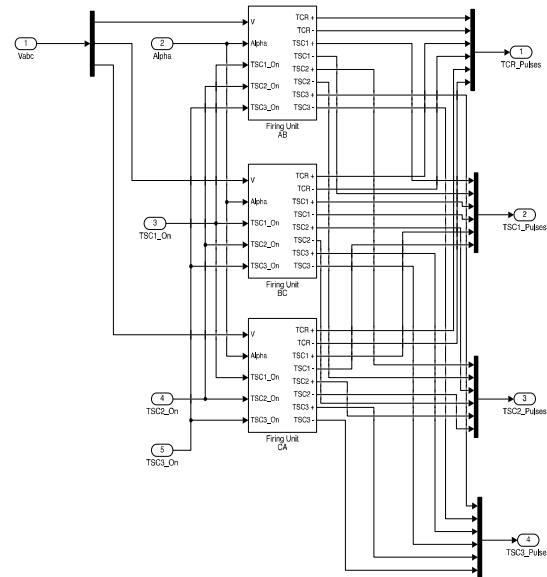 1
Vabc
2
Alpha
V
Alpha
TSC1_On
TSC2_On
TSC3_On
TCR +
TCR -
TSC1 +
TSC1 -
TSC2 +
TSC2 -
TSC3 +
TSC3 -
Firing Unit
AB
1
TCR_Pulses
3
TSC1_On
V
Alpha
TSC1_On
TSC2_On
TSC3_On
TCR +
TCR -
TSC1 +
TSC1 -
TSC2 +
TSC2 -
TSC3 +
TSC3 -
Firing Unit
BC
2
TSC1_Pulses
4
TSC2_On
5
TSC3_On
V
Alpha
TSC1_On
TSC2_On
TSC3_On
TCR +
TCR -
TSC1 +
TSC1 -
TSC2 +
TSC2 -
TSC3 +
TSC3 -
Firing Unit
CA
3
TSC2_Pulses
4
TSC3_Pulse